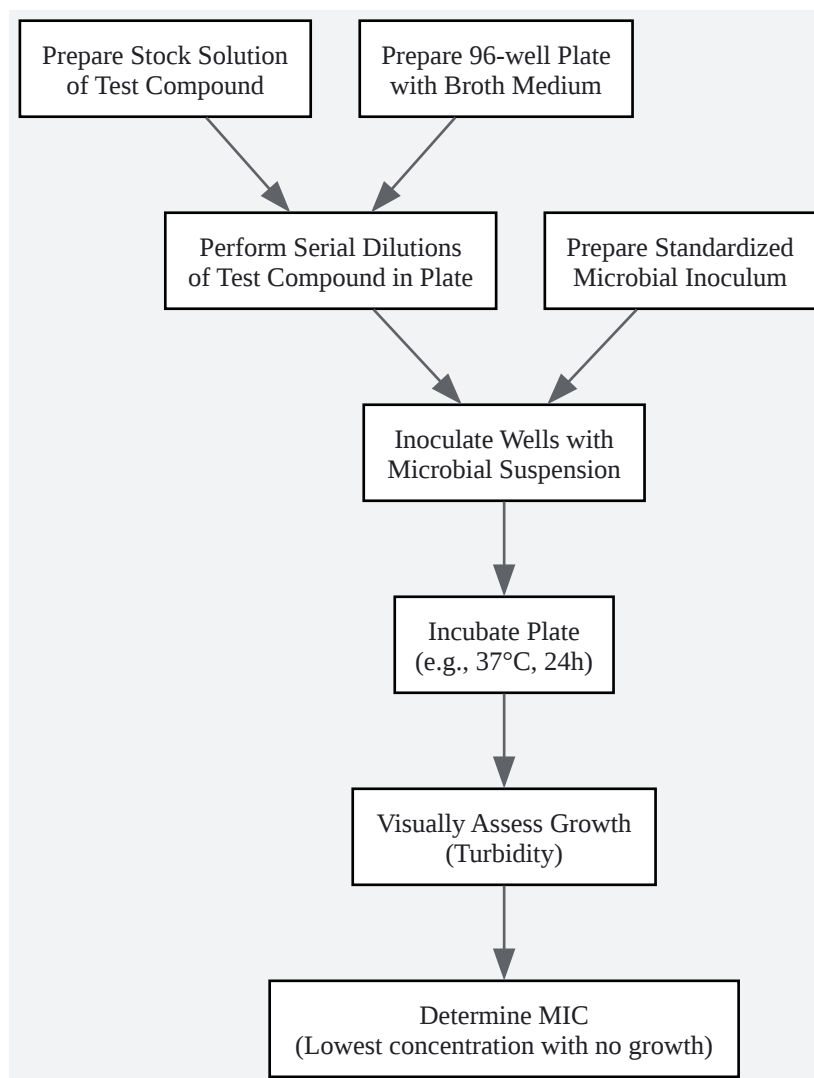 Prepare Stock Solution
of Test Compound
Prepare 96-well Plate
with Broth Medium
Perform Serial Dilutions
of Test Compound in Plate
Prepare Standardized
Microbial Inoculum
Inoculate Wells with
Microbial Suspension
Incubate Plate
(e.g., 37°C, 24h)
Visually Assess Growth
(Turbidity)
Determine MIC
(Lowest concentration with no growth)